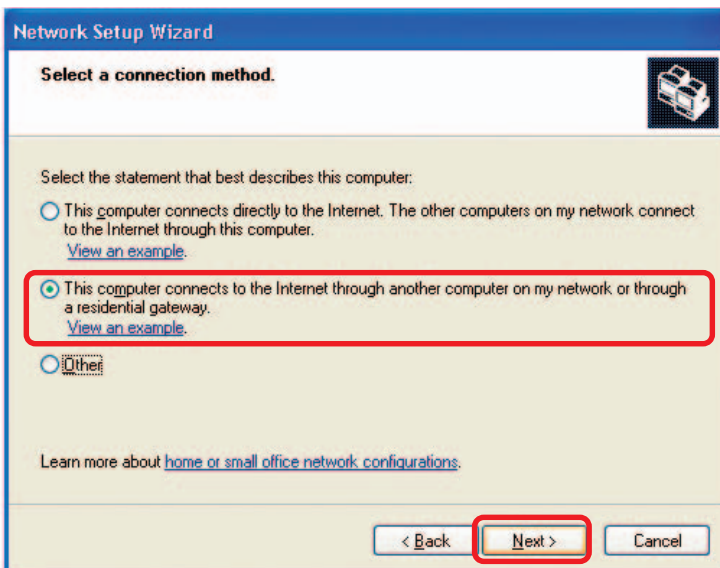 Network Setup Wizard
Select a connection method.
Select the statement that best describes this computer:
This computer connects directly to the Internet. The other computers on my network connect
to the Internet through this computer.
View an example.
This computer connects to the Internet through another computer on my network or through
a residential gateway.
View an example.
Other
Learn more about home or small office network configurations.
< Back Next > Cancel